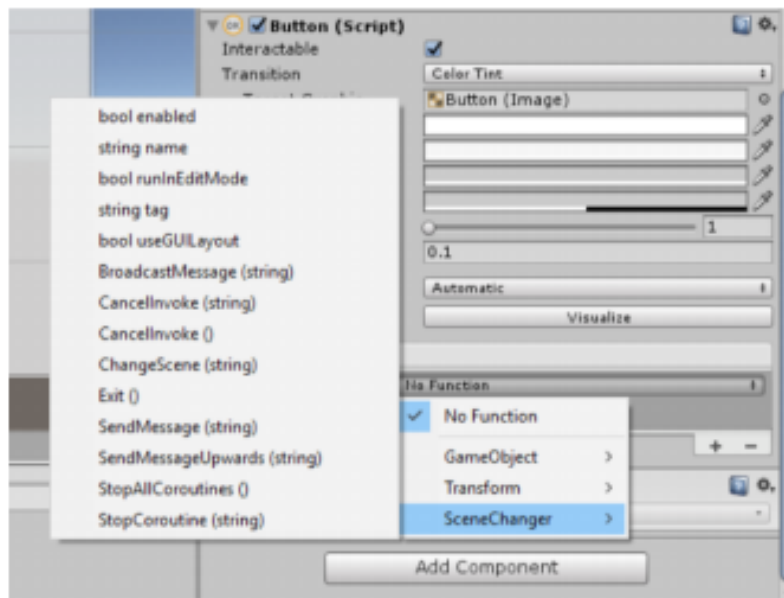 Button (Script)
Interactable
Transition
Color Tint
Button (Image)
1
0.1
Automatic
Visualize
No Function
bool enabled
string name
bool runInEditMode
string tag
bool useGUILayout
BroadcastMessage (string)
CancelInvoke (string)
CancelInvoke ()
ChangeScene (string)
Exit ()
SendMessage (string)
SendMessageUpwards (string)
StopAllCoroutines ()
StopCoroutine (string)
No Function
GameObject
Transform
SceneChanger
Add Component